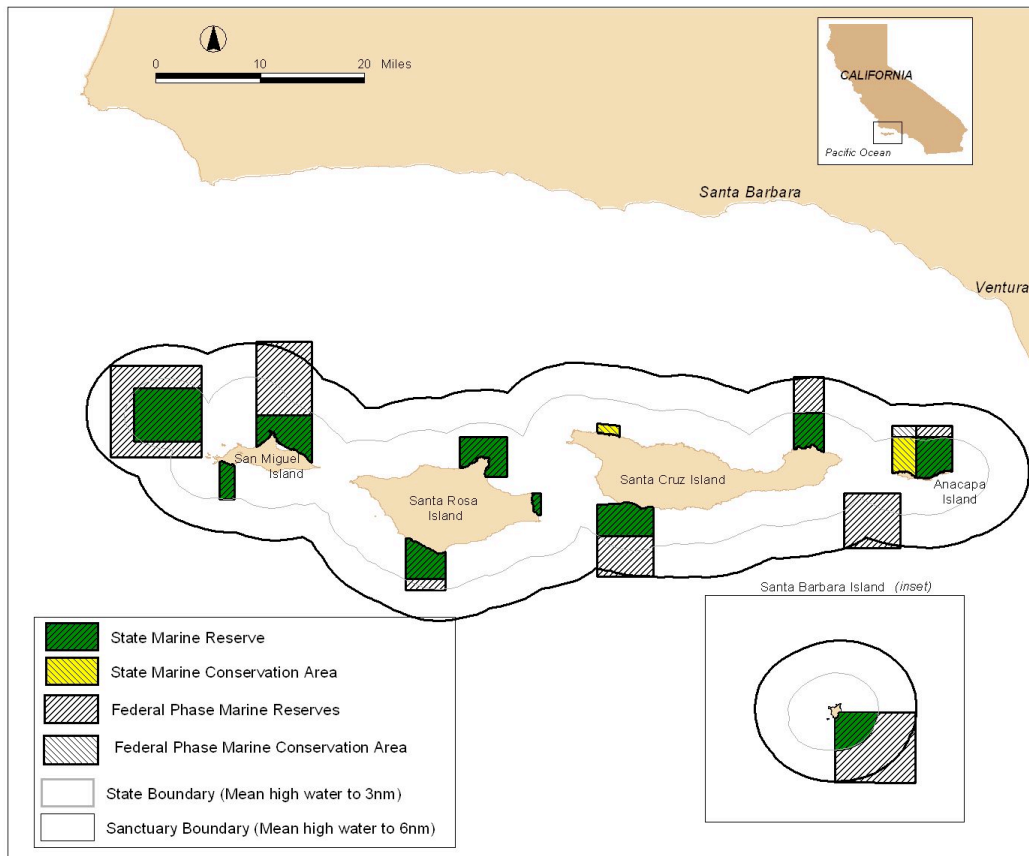 0 10 20 Miles
CALIFORNIA
Pacific Ocean
Santa Barbara
Ventura
San Miguel
Island
Santa Rosa
Island
Santa Cruz Island
Anacapa
Island
Santa Barbara Island (inset)
State Marine Reserve
State Marine Conservation Area
Federal Phase Marine Reserves
Federal Phase Marine Conservation Area
State Boundary (Mean high water to 3nm)
Sanctuary Boundary (Mean high water to 6nm)